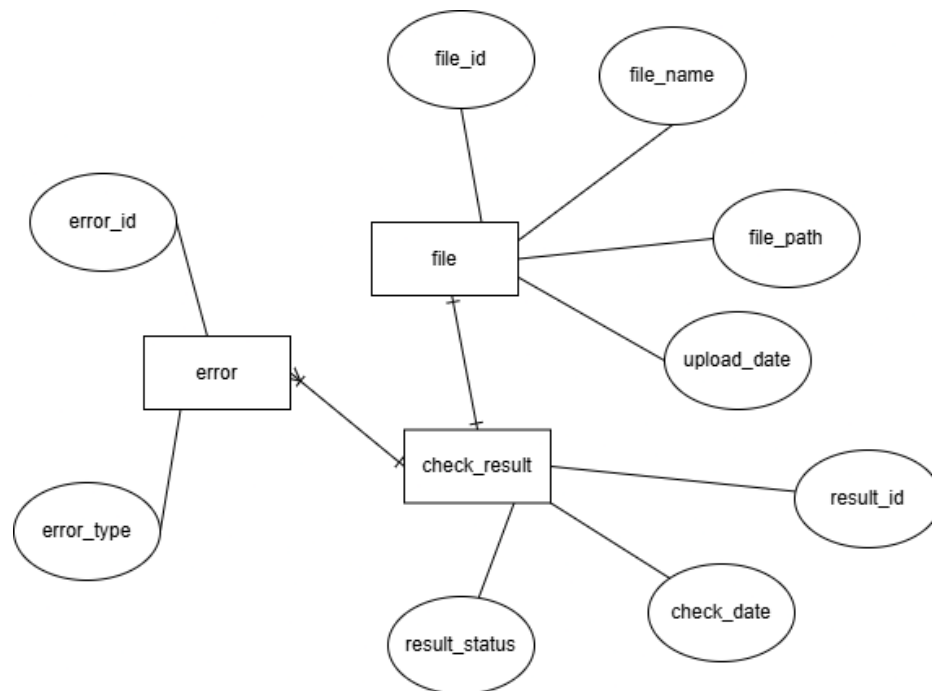 file_id
file_name
error_id
file_path
file
upload_date
error
check_result
result_id
error_type
check_date
result_status